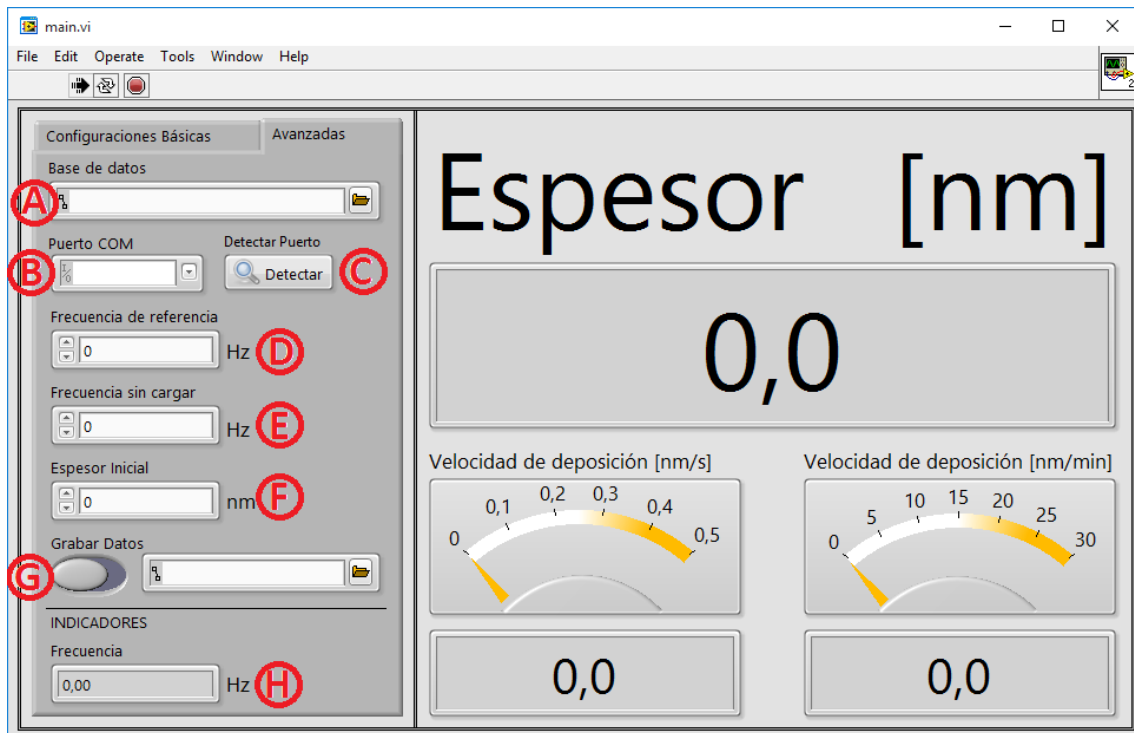 main.vi
File Edit Operate Tools Window Help
2
Configuraciones Básicas Avanzadas
Base de datos
A
Puerto COM Detectar Puerto
B I/O Detectar C
Frecuencia de referencia
0 Hz D
Frecuencia sin cargar
0 Hz E
Espesor Inicial
0 nm F
Grabar Datos
G
INDICADORES
Frecuencia
0,00 Hz H
Espesor [nm]
0,0
Velocidad de deposición [nm/s]
0 0,1 0,2 0,3 0,4 0,5
0,0
Velocidad de deposición [nm/min]
0 5 10 15 20 25 30
0,0